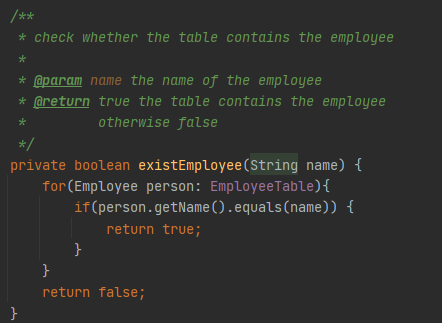 /**
 * check whether the table contains the employee
 *
 * @param name the name of the employee
 * @return true the table contains the employee
 *         otherwise false
 */
private boolean existEmployee(String name) {
    for(Employee person: EmployeeTable){
        if(person.getName().equals(name)) {
            return true;
        }
    }
    return false;
}